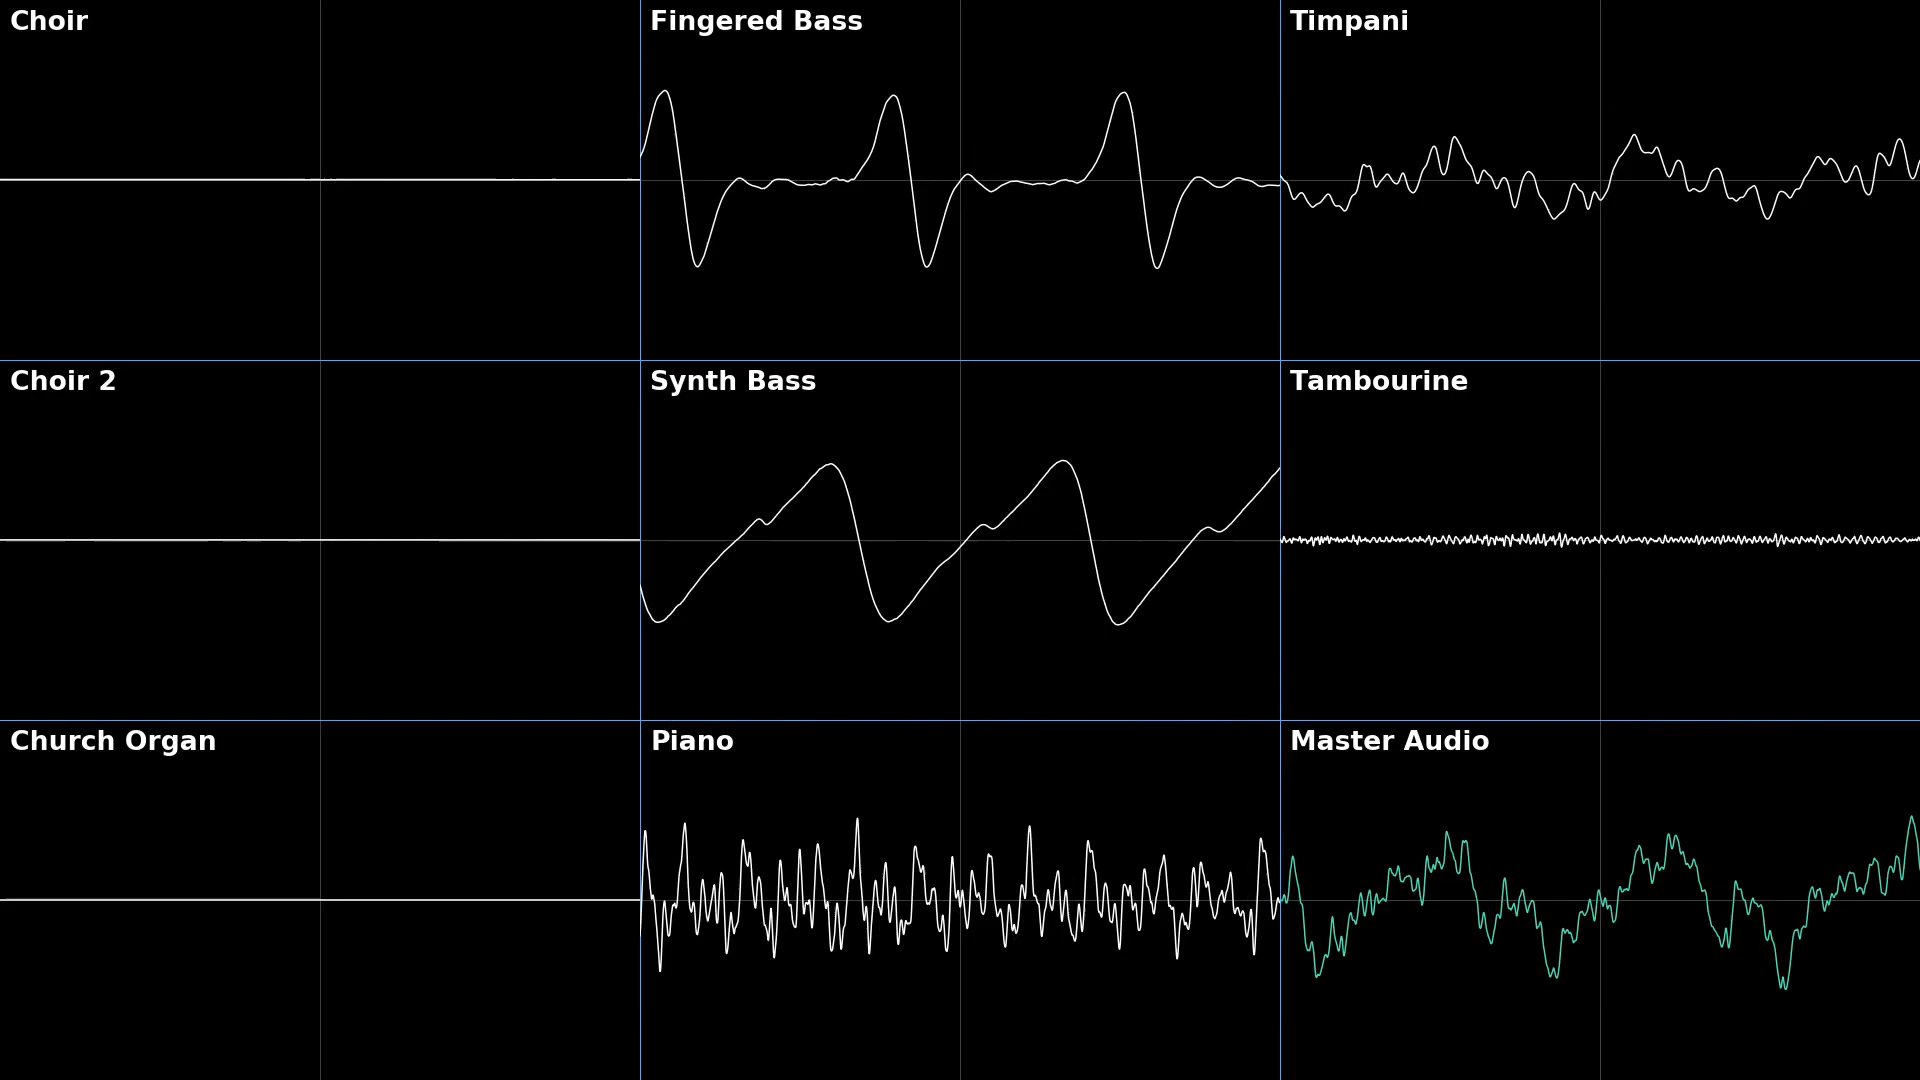 Choir
Fingered Bass
Timpani
Choir 2
Synth Bass
Tambourine
Church Organ
Piano
Master Audio